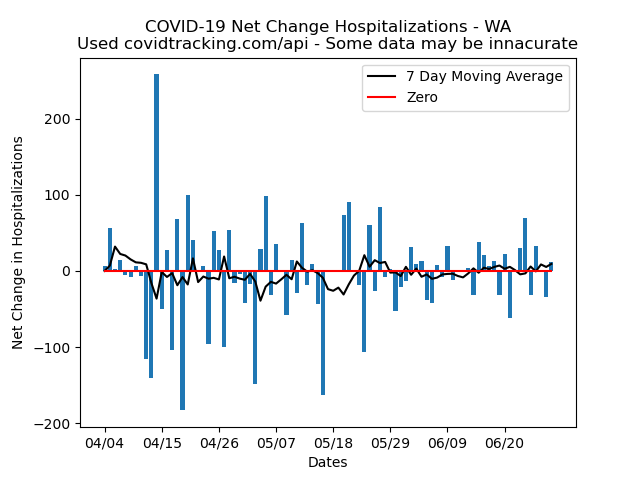 COVID-19 Net Change Hospitalizations - WA
Used covidtracking.com/api - Some data may be innacurate
7 Day Moving Average
Zero
Net Change in Hospitalizations
200
100
0
−100
−200
04/04 04/15 04/26 05/07 05/18 05/29 06/09 06/20
Dates